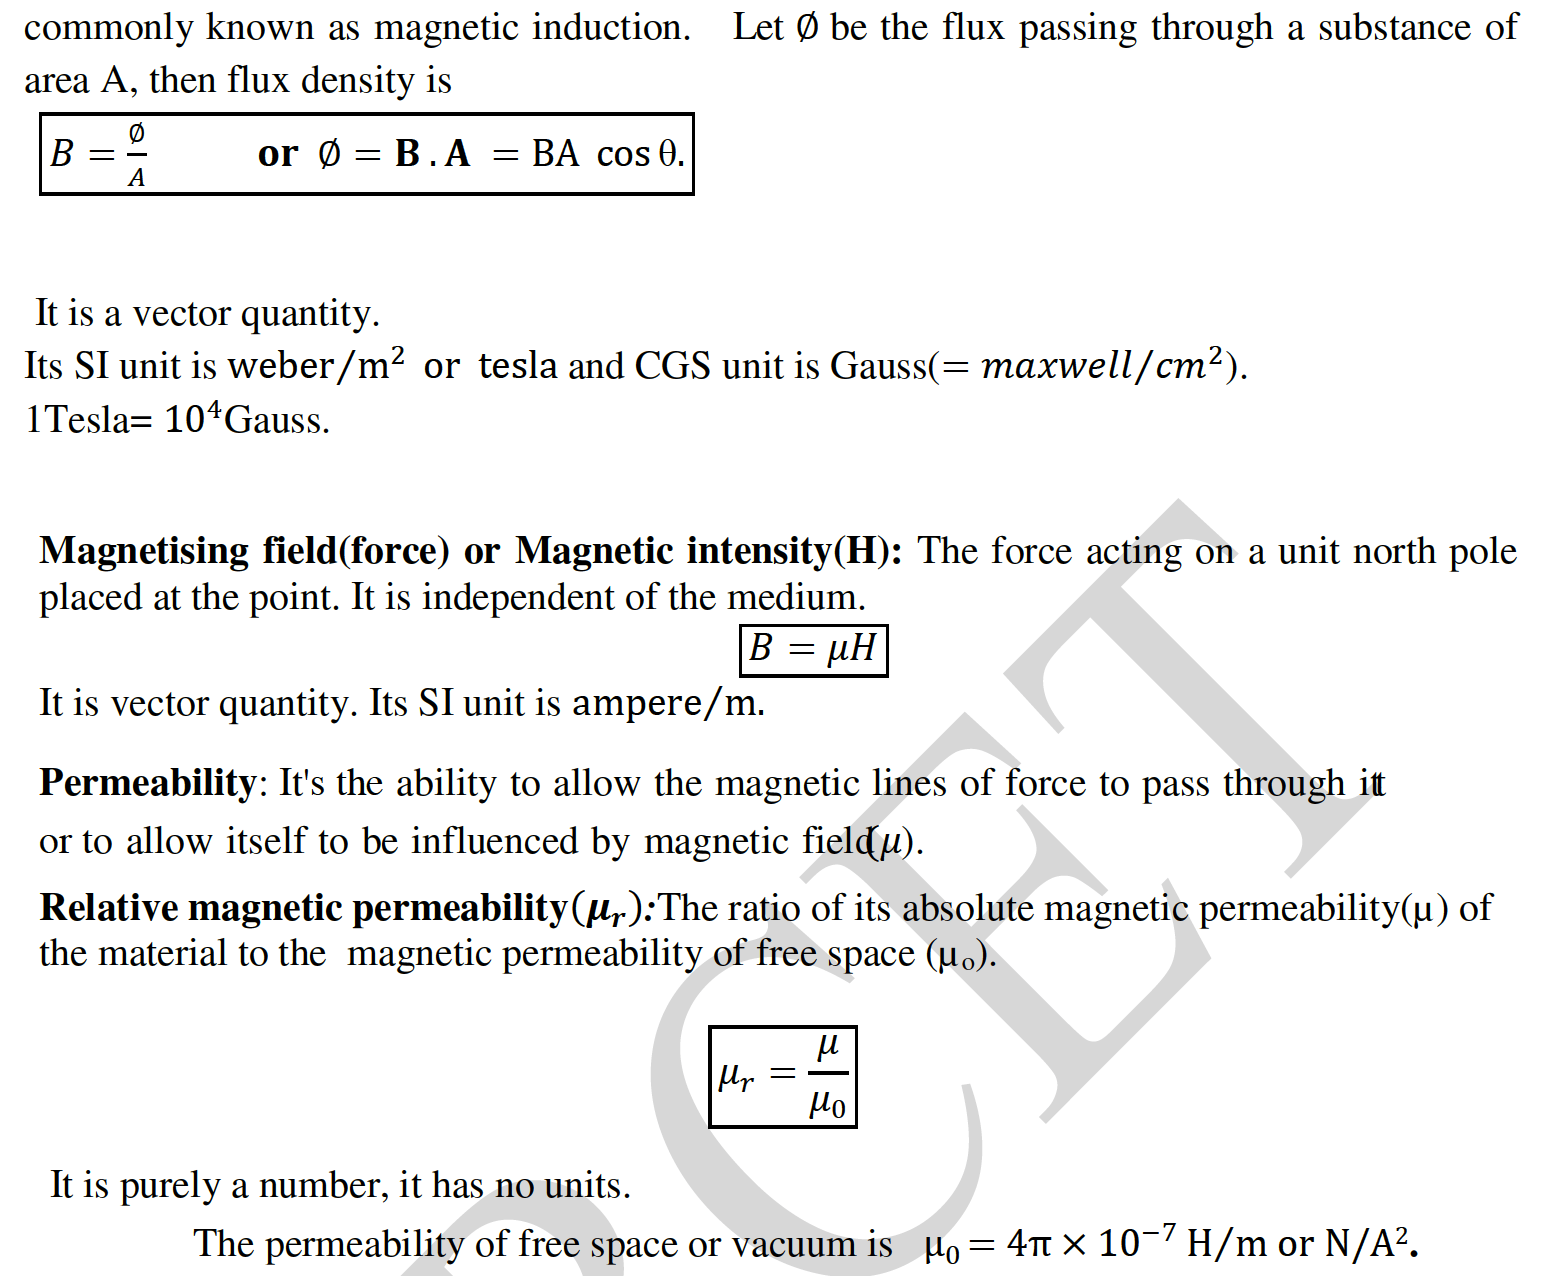 commonly known as magnetic induction. Let ∅ be the flux passing through a substance of
area A, then flux density is
B = ∅/A or ∅ = B . A = BA cos θ.
It is a vector quantity.
Its SI unit is weber/m² or tesla and CGS unit is Gauss(= maxwell/cm²).
1Tesla= 10⁴Gauss.
Magnetising field(force) or Magnetic intensity(H): The force acting on a unit north pole
placed at the point. It is independent of the medium.
B = μH
It is vector quantity. Its SI unit is ampere/m.
Permeability: It's the ability to allow the magnetic lines of force to pass through it
or to allow itself to be influenced by magnetic field(μ).
Relative magnetic permeability(μᵣ):The ratio of its absolute magnetic permeability(μ) of
the material to the magnetic permeability of free space (μₒ).
μᵣ = μ/μ₀
It is purely a number, it has no units.
The permeability of free space or vacuum is μ₀ = 4π × 10⁻⁷ H/m or N/A².
CET